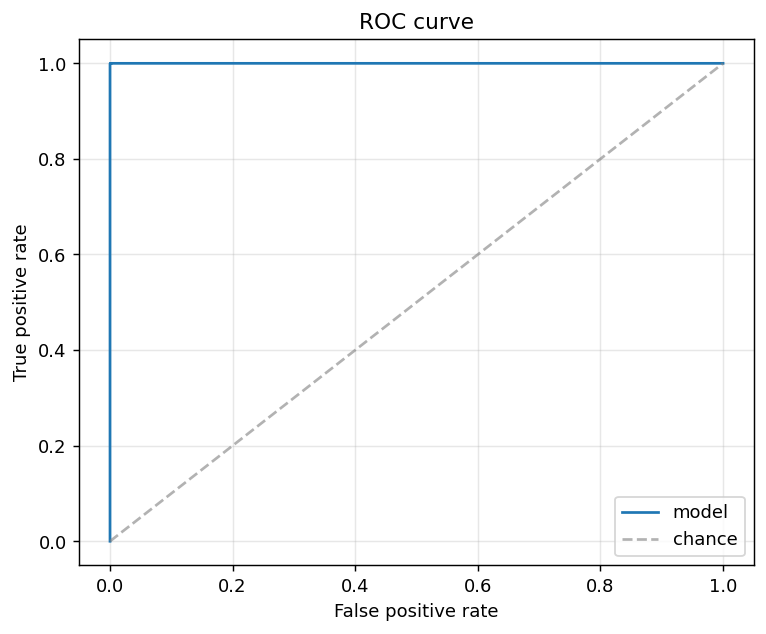 ROC curve
1.0
0.8
0.6
0.4
0.2
0.0
True positive rate
model
chance
0.0 0.2 0.4 0.6 0.8 1.0
False positive rate